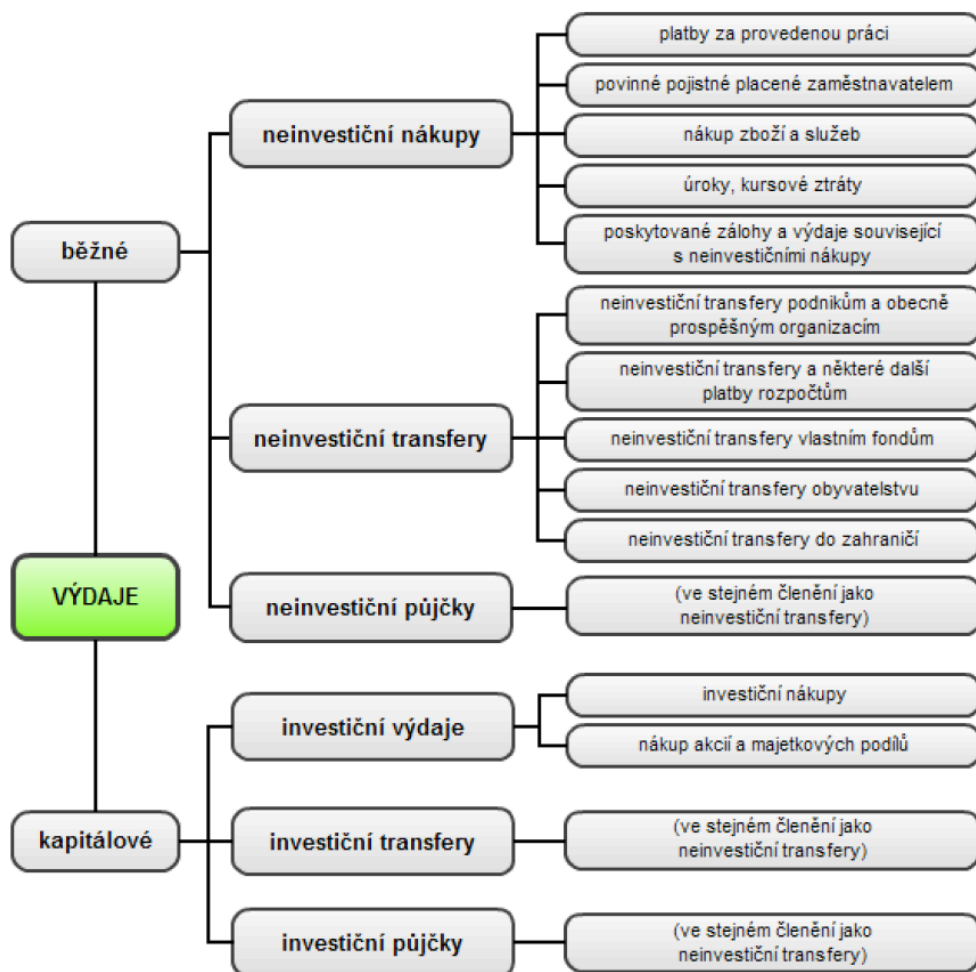 platby za provedenou práci
povinné pojistné placené zaměstnavatelem
neinvestiční nákupy
nákup zboží a služeb
úroky, kursové ztráty
běžné
poskytované zálohy a výdaje související
s neinvestičními nákupy
neinvestiční transfery podnikům a obecně
prospěšným organizacím
neinvestiční transfery a některé další
platby rozpočtům
neinvestiční transfery
neinvestiční transfery vlastním fondům
neinvestiční transfery obyvatelstvu
neinvestiční transfery do zahraničí
VÝDAJE
neinvestiční půjčky
(ve stejném členění jako
neinvestiční transfery)
investiční výdaje
investiční nákupy
nákup akcií a majetkových podílů
kapitálové
investiční transfery
(ve stejném členění jako
neinvestiční transfery)
investiční půjčky
(ve stejném členění jako
neinvestiční transfery)